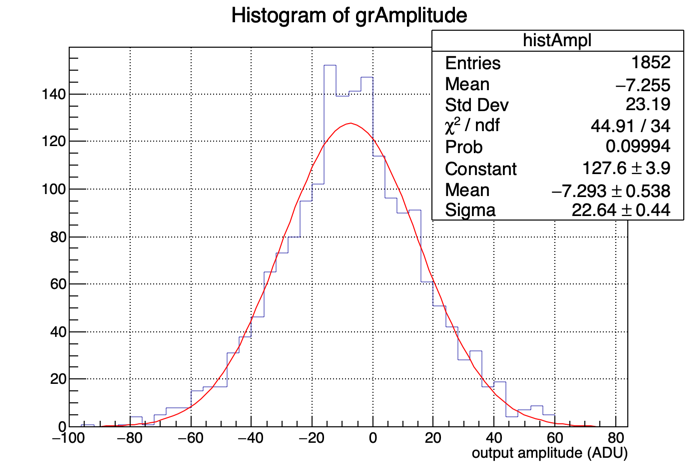 Histogram of grAmplitude
histAmpl
Entries 1852
Mean −7.255
Std Dev 23.19
χ² / ndf 44.91 / 34
Prob 0.09994
Constant 127.6 ± 3.9
Mean −7.293 ± 0.538
Sigma 22.64 ± 0.44
140
120
100
80
60
40
20
0
−100 −80 −60 −40 −20 0 20 40 60 80
output amplitude (ADU)